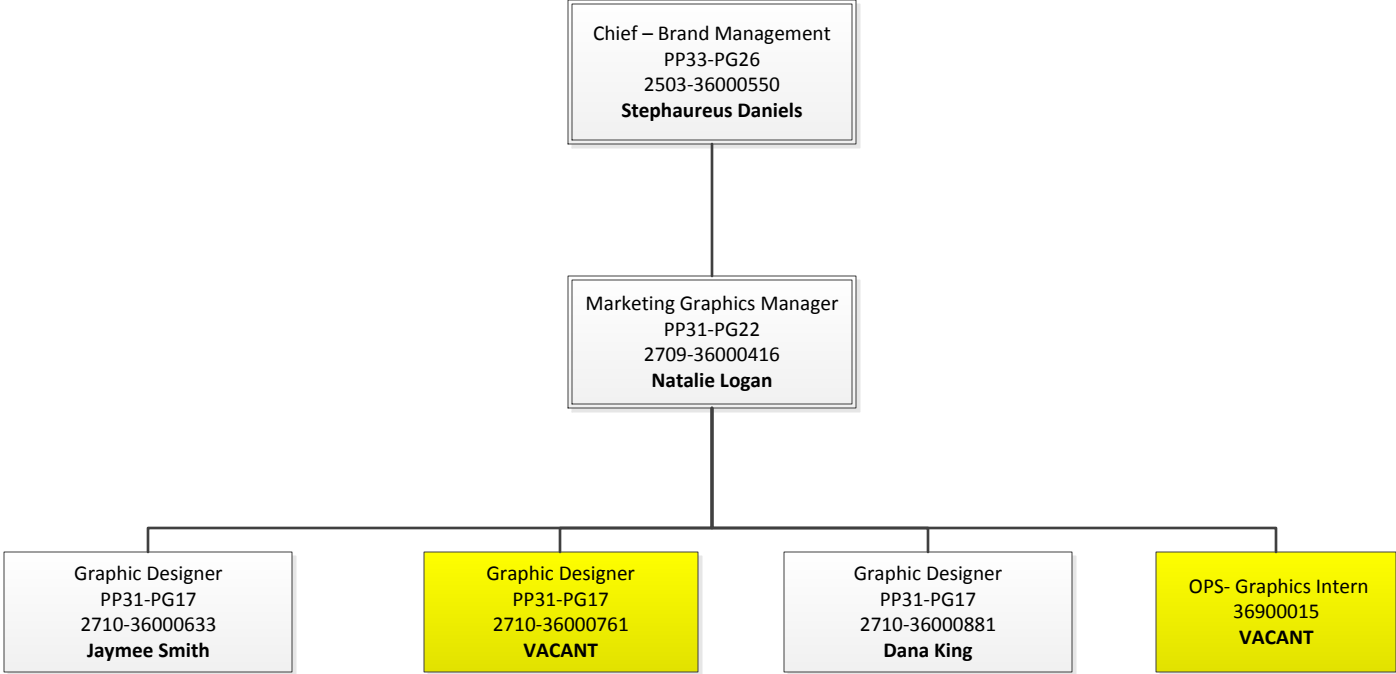 Chief – Brand Management
PP33-PG26
2503-36000550
Stephaureus Daniels
Marketing Graphics Manager
PP31-PG22
2709-36000416
Natalie Logan
Graphic Designer
PP31-PG17
2710-36000633
Jaymee Smith
Graphic Designer
PP31-PG17
2710-36000761
VACANT
Graphic Designer
PP31-PG17
2710-36000881
Dana King
OPS- Graphics Intern
36900015
VACANT